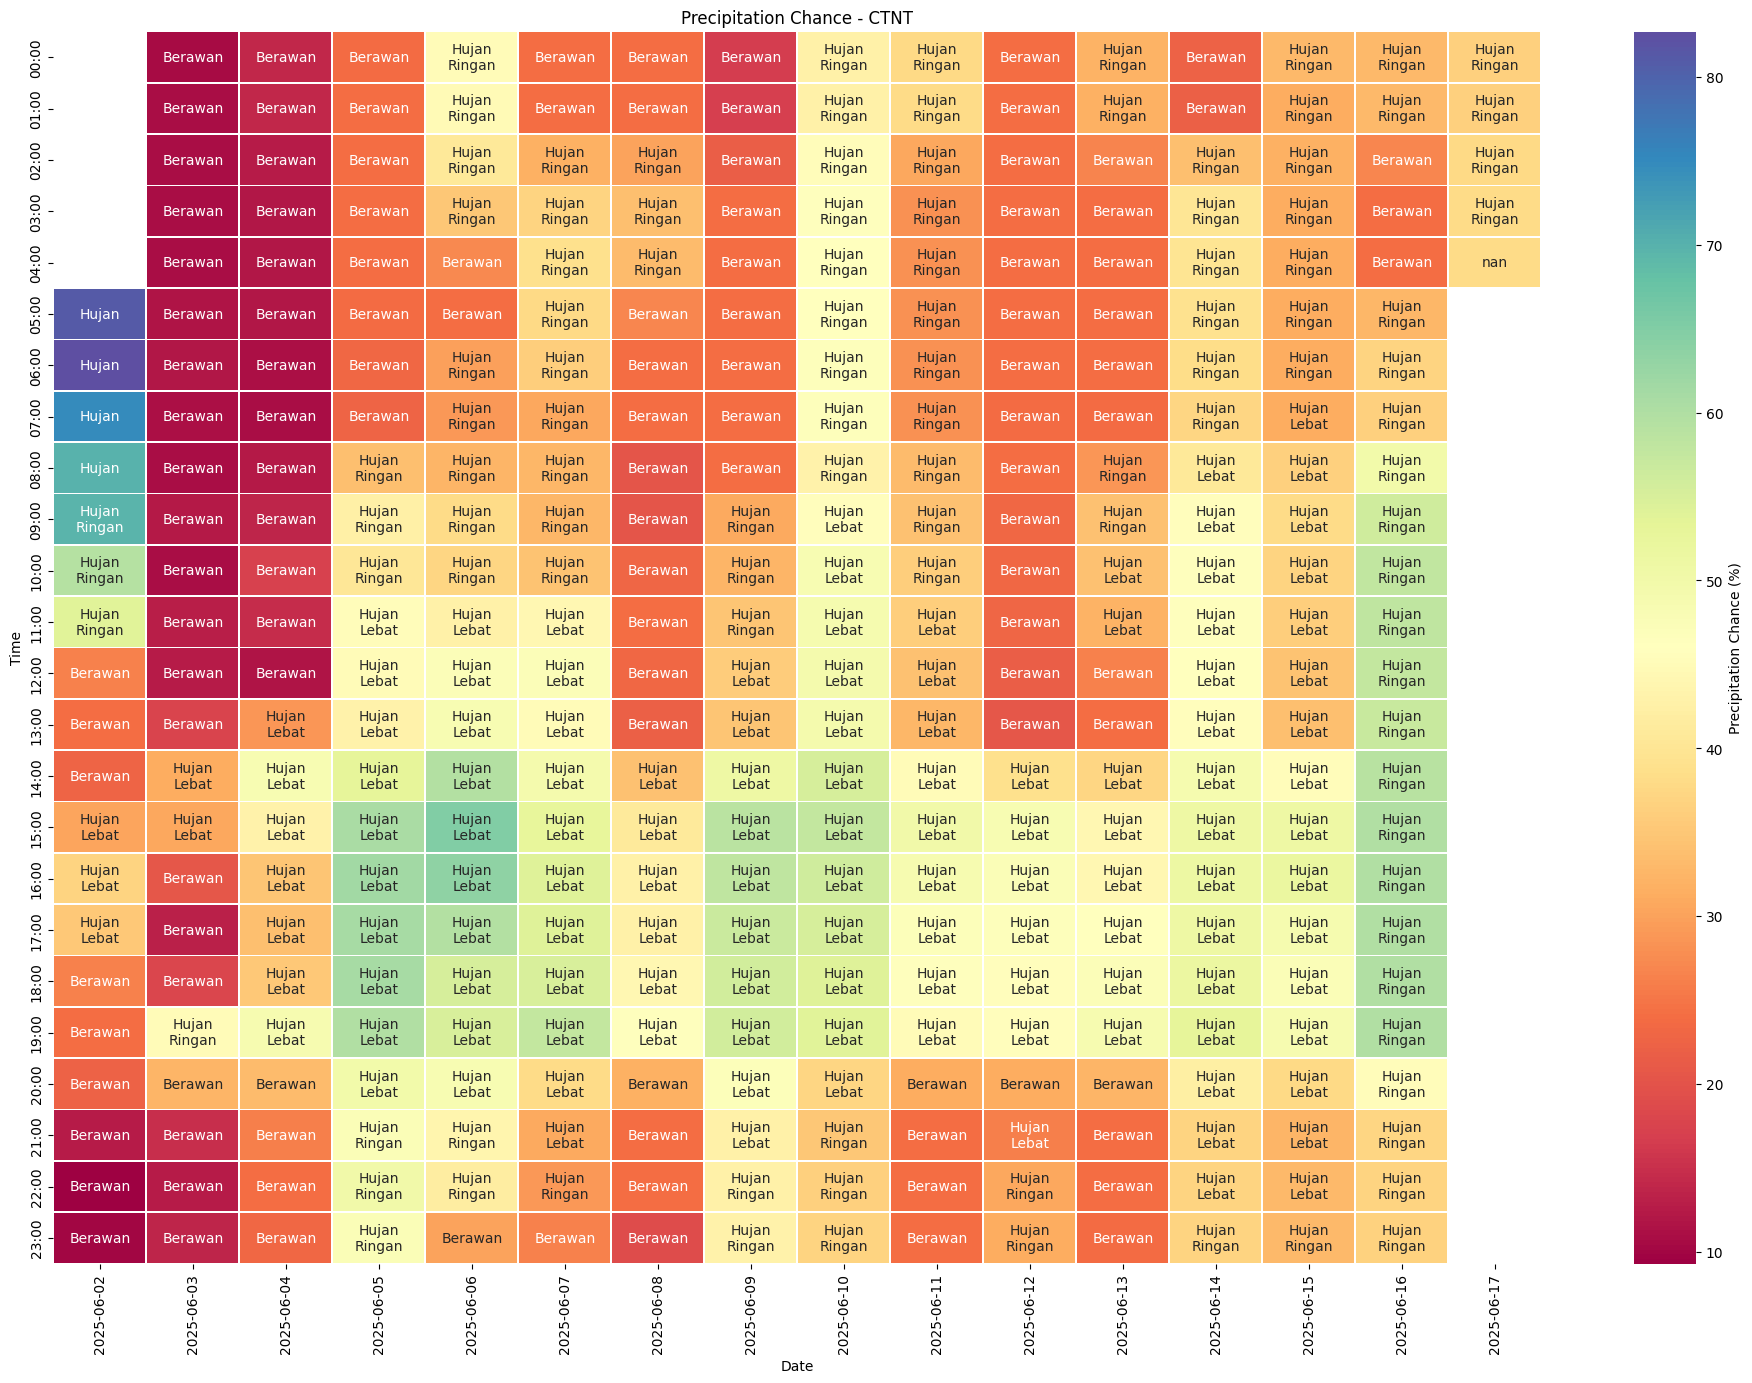 Precipitation Chance - CTNT
Time
00:00 Berawan Berawan Berawan Hujan Ringan Berawan Berawan Berawan Hujan Ringan Hujan Ringan Berawan Hujan Ringan Berawan Hujan Ringan Hujan Ringan Hujan Ringan
01:00 Berawan Berawan Berawan Hujan Ringan Berawan Berawan Berawan Hujan Ringan Hujan Ringan Berawan Hujan Ringan Berawan Hujan Ringan Hujan Ringan Hujan Ringan
02:00 Berawan Berawan Berawan Hujan Ringan Hujan Ringan Hujan Ringan Berawan Hujan Ringan Hujan Ringan Berawan Berawan Hujan Ringan Hujan Ringan Berawan Hujan Ringan
03:00 Berawan Berawan Berawan Hujan Ringan Hujan Ringan Hujan Ringan Berawan Hujan Ringan Hujan Ringan Berawan Berawan Hujan Ringan Hujan Ringan Berawan Hujan Ringan
04:00 Berawan Berawan Berawan Berawan Hujan Ringan Hujan Ringan Berawan Hujan Ringan Hujan Ringan Berawan Berawan Hujan Ringan Hujan Ringan Berawan nan
05:00 Hujan Berawan Berawan Berawan Berawan Hujan Ringan Berawan Berawan Hujan Ringan Hujan Ringan Berawan Berawan Hujan Ringan Hujan Ringan Hujan Ringan
06:00 Hujan Berawan Berawan Berawan Hujan Ringan Hujan Ringan Berawan Berawan Hujan Ringan Hujan Ringan Berawan Berawan Hujan Ringan Hujan Ringan Hujan Ringan
07:00 Hujan Berawan Berawan Berawan Hujan Ringan Hujan Ringan Berawan Berawan Hujan Ringan Hujan Ringan Berawan Berawan Hujan Ringan Hujan Lebat Hujan Ringan
08:00 Hujan Berawan Berawan Hujan Ringan Hujan Ringan Hujan Ringan Berawan Berawan Hujan Ringan Hujan Ringan Berawan Hujan Ringan Hujan Lebat Hujan Lebat Hujan Ringan
09:00 Hujan Ringan Berawan Berawan Hujan Ringan Hujan Ringan Hujan Ringan Berawan Hujan Ringan Hujan Lebat Hujan Ringan Berawan Hujan Ringan Hujan Lebat Hujan Lebat Hujan Ringan
10:00 Hujan Ringan Berawan Berawan Hujan Ringan Hujan Ringan Hujan Ringan Berawan Hujan Ringan Hujan Lebat Hujan Ringan Berawan Hujan Lebat Hujan Lebat Hujan Lebat Hujan Ringan
11:00 Hujan Ringan Berawan Berawan Hujan Lebat Hujan Lebat Hujan Lebat Berawan Hujan Ringan Hujan Lebat Hujan Lebat Berawan Hujan Lebat Hujan Lebat Hujan Lebat Hujan Ringan
12:00 Berawan Berawan Berawan Hujan Lebat Hujan Lebat Hujan Lebat Berawan Hujan Lebat Hujan Lebat Hujan Lebat Berawan Berawan Hujan Lebat Hujan Lebat Hujan Ringan
13:00 Berawan Berawan Hujan Lebat Hujan Lebat Hujan Lebat Hujan Lebat Berawan Hujan Lebat Hujan Lebat Hujan Lebat Berawan Berawan Hujan Lebat Hujan Lebat Hujan Ringan
14:00 Berawan Hujan Lebat Hujan Lebat Hujan Lebat Hujan Lebat Hujan Lebat Hujan Lebat Hujan Lebat Hujan Lebat Hujan Lebat Hujan Lebat Hujan Lebat Hujan Lebat Hujan Lebat Hujan Ringan
15:00 Hujan Lebat Hujan Lebat Hujan Lebat Hujan Lebat Hujan Lebat Hujan Lebat Hujan Lebat Hujan Lebat Hujan Lebat Hujan Lebat Hujan Lebat Hujan Lebat Hujan Lebat Hujan Lebat Hujan Ringan
16:00 Hujan Lebat Berawan Hujan Lebat Hujan Lebat Hujan Lebat Hujan Lebat Hujan Lebat Hujan Lebat Hujan Lebat Hujan Lebat Hujan Lebat Hujan Lebat Hujan Lebat Hujan Lebat Hujan Ringan
17:00 Hujan Lebat Berawan Hujan Lebat Hujan Lebat Hujan Lebat Hujan Lebat Hujan Lebat Hujan Lebat Hujan Lebat Hujan Lebat Hujan Lebat Hujan Lebat Hujan Lebat Hujan Lebat Hujan Ringan
18:00 Berawan Berawan Hujan Lebat Hujan Lebat Hujan Lebat Hujan Lebat Hujan Lebat Hujan Lebat Hujan Lebat Hujan Lebat Hujan Lebat Hujan Lebat Hujan Lebat Hujan Lebat Hujan Ringan
19:00 Berawan Hujan Ringan Hujan Lebat Hujan Lebat Hujan Lebat Hujan Lebat Hujan Lebat Hujan Lebat Hujan Lebat Hujan Lebat Hujan Lebat Hujan Lebat Hujan Lebat Hujan Lebat Hujan Ringan
20:00 Berawan Berawan Berawan Hujan Lebat Hujan Lebat Hujan Lebat Berawan Hujan Lebat Hujan Lebat Berawan Berawan Berawan Hujan Lebat Hujan Lebat Hujan Ringan
21:00 Berawan Berawan Berawan Hujan Ringan Hujan Ringan Hujan Lebat Berawan Hujan Lebat Hujan Ringan Berawan Hujan Lebat Berawan Hujan Lebat Hujan Lebat Hujan Ringan
22:00 Berawan Berawan Berawan Hujan Ringan Hujan Ringan Hujan Ringan Berawan Hujan Ringan Hujan Ringan Berawan Hujan Ringan Berawan Hujan Lebat Hujan Lebat Hujan Ringan
23:00 Berawan Berawan Berawan Hujan Ringan Berawan Berawan Berawan Hujan Ringan Hujan Ringan Berawan Hujan Ringan Berawan Hujan Ringan Hujan Ringan Hujan Ringan
2025-06-02 2025-06-03 2025-06-04 2025-06-05 2025-06-06 2025-06-07 2025-06-08 2025-06-09 2025-06-10 2025-06-11 2025-06-12 2025-06-13 2025-06-14 2025-06-15 2025-06-16 2025-06-17
Date
80
70
60
50
40
30
20
10
Precipitation Chance (%)